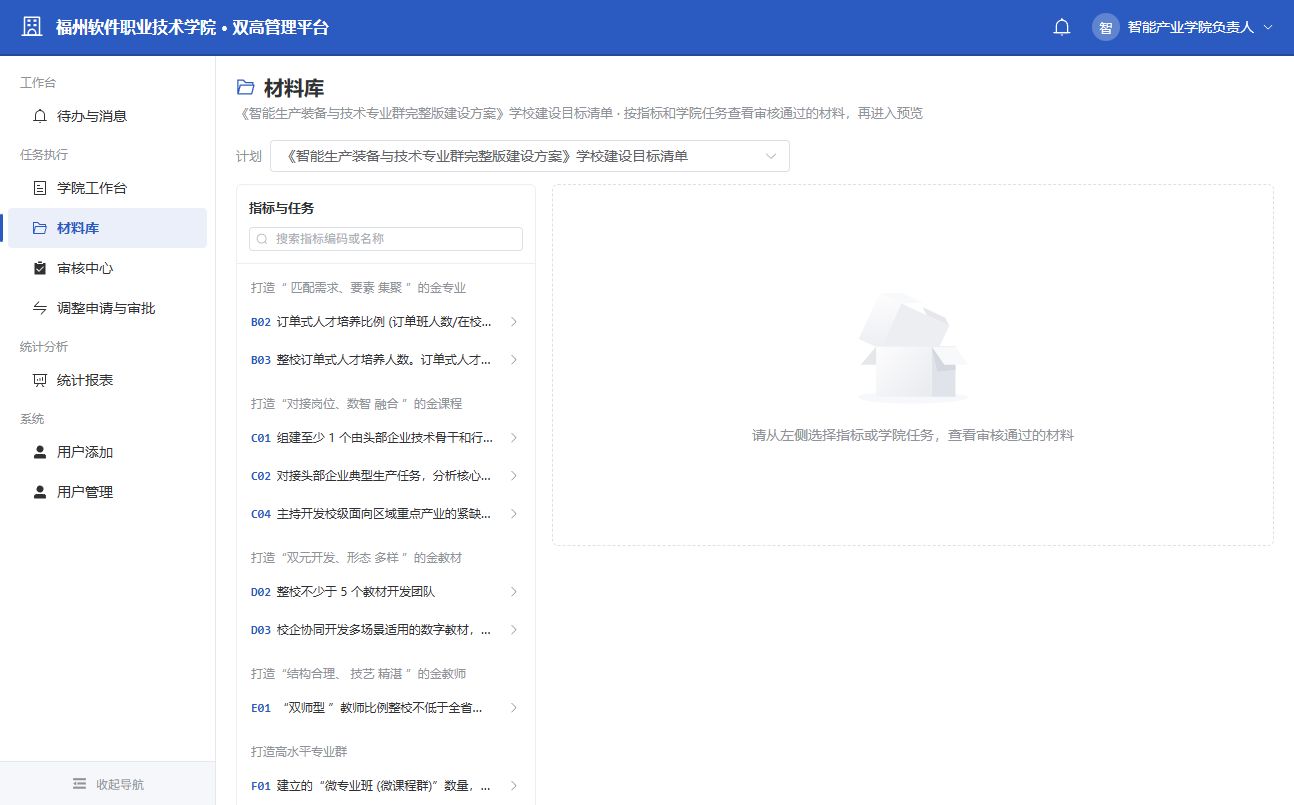 福州软件职业技术学院 • 双高管理平台
智 智能产业学院负责人
工作台
待办与消息
任务执行
学院工作台
材料库
审核中心
调整申请与审批
统计分析
统计报表
系统
用户添加
用户管理
收起导航
材料库
《智能生产装备与技术专业群完整版建设方案》学校建设目标清单 · 按指标和学院任务查看审核通过的材料，再进入预览
计划 《智能生产装备与技术专业群完整版建设方案》学校建设目标清单
指标与任务
搜索指标编码或名称
打造 “ 匹配需求、要素 集聚 ” 的金专业
B02 订单式人才培养比例 (订单班人数/在校...
B03 整校订单式人才培养人数。订单式人才...
打造 “对接岗位、数智 融合 ” 的金课程
C01 组建至少 1 个由头部企业技术骨干和行...
C02 对接头部企业典型生产任务，分析核心...
C04 主持开发校级面向区域重点产业的紧缺...
打造 “双元开发、形态 多样 ” 的金教材
D02 整校不少于 5 个教材开发团队
D03 校企协同开发多场景适用的数字教材，...
打造 “结构合理、 技艺 精湛 ” 的金教师
E01 “双师型 ” 教师比例整校不低于全省...
打造高水平专业群
F01 建立的 “微专业班 (微课程群)” 数量，...
请从左侧选择指标或学院任务，查看审核通过的材料